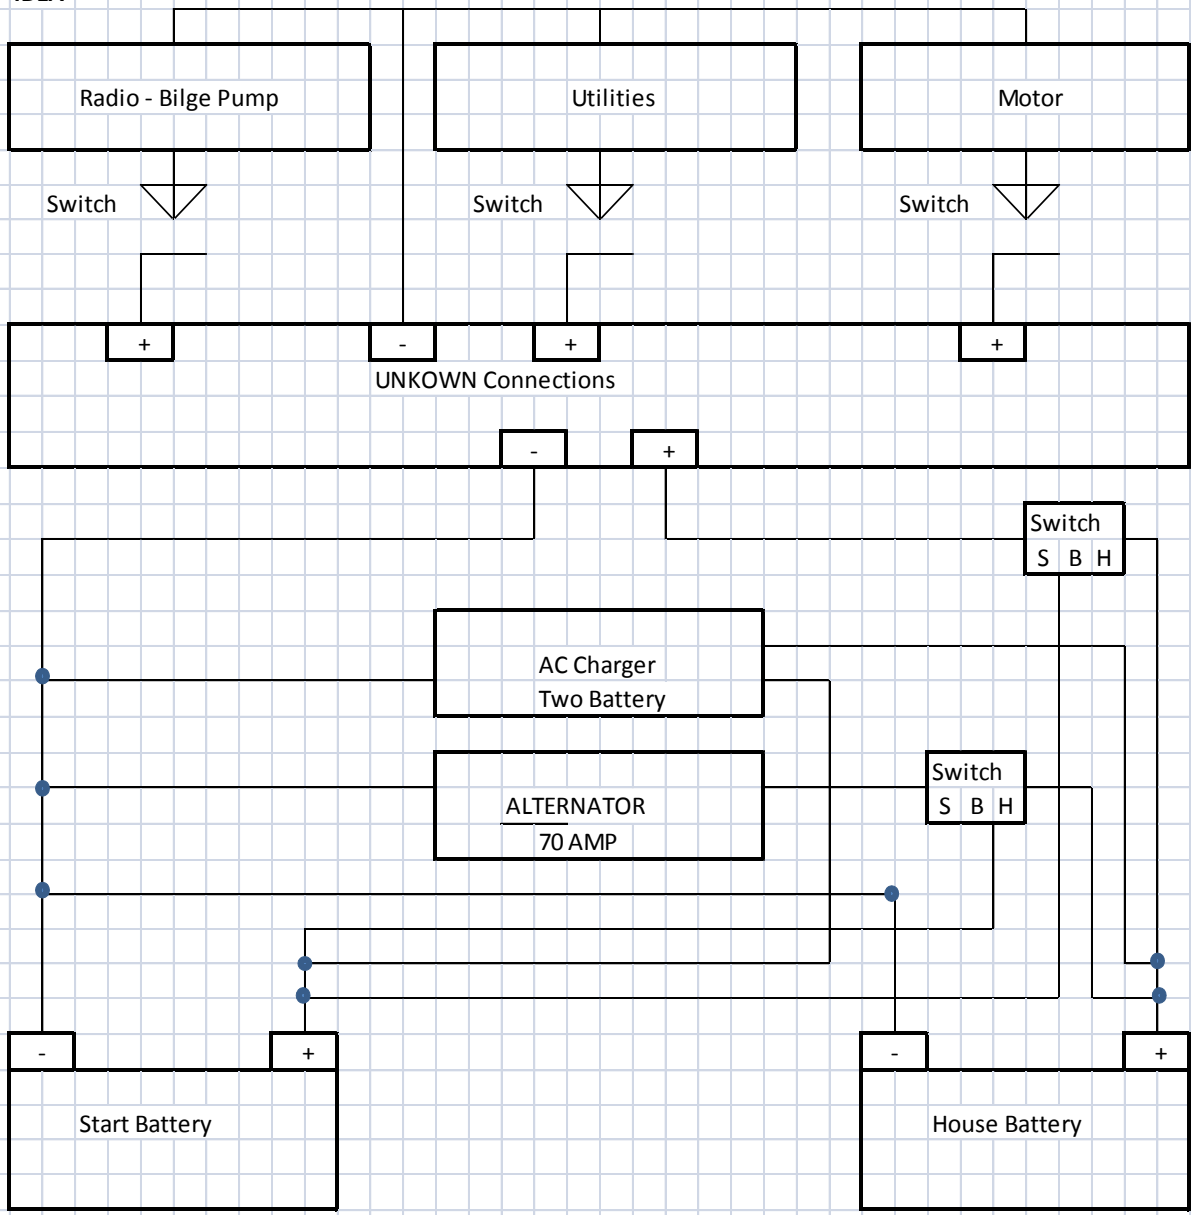 Radio - Bilge Pump
Utilities
Motor
Switch
Switch
Switch
+
-
+
+
UNKOWN Connections
-
+
Switch
S B H
AC Charger
Two Battery
Switch
S B H
ALTERNATOR
70 AMP
-
+
-
+
Start Battery
House Battery